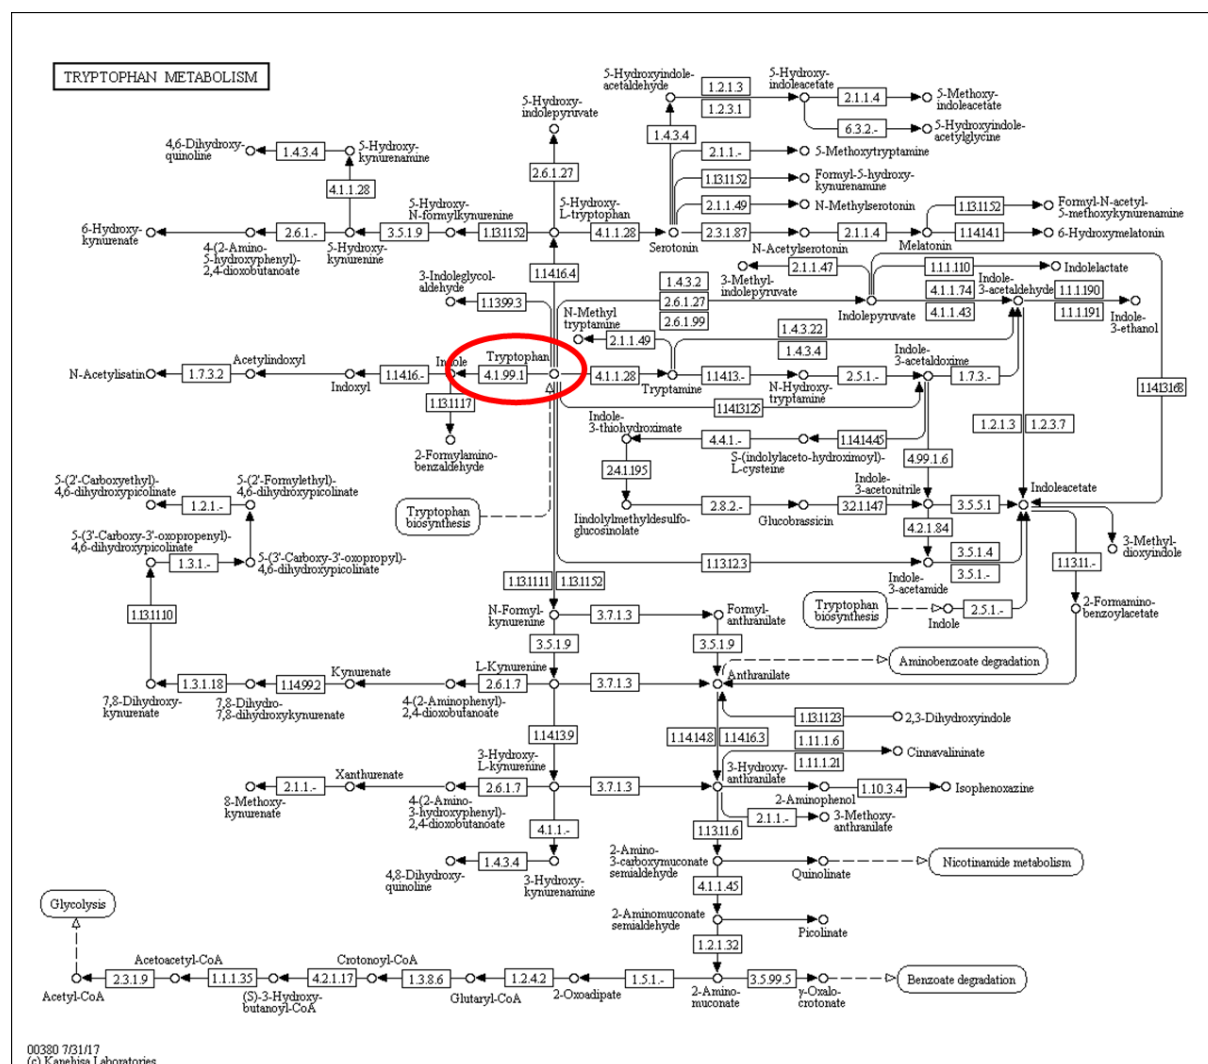 TRYPTOPHAN METABOLISM
5-Hydroxyindole-
acetaldehyde
1.2.1.3
1.2.3.1
5-Hydroxy-
indoleacetate
2.1.1.4
5-Methoxy-
indoleacetate
6.3.2.-
5-Hydroxyindole-
acetylglycine
5-Hydroxy-
indolepyruvate
1.4.3.4
4,6-Dihydroxy-
quinoline
1.4.3.4
5-Hydroxy-
kynurenamine
2.1.1.-
5-Methoxytryptamine
2.6.1.27
1.13.11.52
Formyl-5-hydroxy-
kynurenamine
4.1.1.28
2.1.1.49
N-Methylserotonin
5-Hydroxy-
N-formylkynurenine
5-Hydroxy-
L-tryptophan
1.13.11.52
Formyl-N-acetyl-
5-methoxykynurenamine
6-Hydroxy-
kynurenate
2.6.1.-
3.5.1.9
1.13.11.52
4.1.1.28
2.3.1.87
2.1.1.4
1.14.14.1
6-Hydroxymelatonin
4-(2-Amino-
5-hydroxyphenyl)-
2,4-dioxobutanoate
5-Hydroxy-
kynurenine
Serotonin
N-Acetylserotonin
Melatonin
1.14.16.4
2.1.1.47
1.1.1.110
Indolelactate
3-Indoleglycol-
aldehyde
3-Methyl-
indolepyruvate
Indole-
3-acetaldehyde
1.13.99.3
1.4.3.2
2.6.1.27
2.6.1.99
Indolepyruvate
4.1.1.74
4.1.1.43
1.1.1.190
1.1.1.191
Indole-
3-ethanol
N-Methyl
tryptamine
2.1.1.49
1.4.3.22
1.4.3.4
Indole
Tryptophan
Indole-
3-acetaldoxime
N-Acetylisatin
1.7.3.2
Acetylindoxyl
Indoxyl
1.14.16.-
4.1.99.1
4.1.1.28
Tryptamine
1.14.13.-
N-Hydroxy-
tryptamine
2.5.1.-
1.7.3.-
1.14.13.168
1.13.11.17
1.14.13.125
2-Formylamino-
benzaldehyde
Indole-
3-thiohydroximate
4.4.1.-
1.14.14.45
1.2.1.3
1.2.3.7
S-(indolylaceto-hydroximoyl)-
L-cysteine
2.4.1.195
4.99.1.6
5-(2'-Carboxyethyl)-
4,6-dihydroxypicolinate
5-(2'-Formylethyl)-
4,6-dihydroxypicolinate
1.2.1.-
Tryptophan
biosynthesis
Indole-
3-acetonitrile
Indoleacetate
Iindolylmethyldesulfo-
glucosinolate
2.8.2.-
Glucobrassicin
3.2.1.147
3.5.5.1
4.2.1.84
5-(3'-Carboxy-3'-oxopropenyl)-
4,6-dihydroxypicolinate
1.3.1.-
5-(3'-Carboxy-3'-oxopropyl)-
4,6-dihydroxypicolinate
3-Methyl-
dioxyindole
1.13.12.3
3.5.1.4
3.5.1.-
1.13.11.-
Indole-
3-acetamide
1.13.11.11
1.13.11.52
1.13.11.10
N-Formyl-
kynurenine
3.7.1.3
Formyl-
anthranilate
Tryptophan
biosynthesis
Indole
2.5.1.-
2-Formamino-
benzoylacetate
3.5.1.9
3.5.1.9
Aminobenzoate degradation
L-Kynurenine
Kynurenate
1.3.1.18
1.14.99.2
2.6.1.7
3.7.1.3
Anthranilate
7,8-Dihydroxy-
kynurenate
7,8-Dihydro-
7,8-dihydroxykynurenate
4-(2-Aminophenyl)-
2,4-dioxobutanoate
1.13.11.23
2,3-Dihydroxyindole
1.14.13.9
1.14.14.8
1.14.16.3
1.11.1.6
1.11.1.21
Cinnavalininate
3-Hydroxy-
L-kynurenine
Xanthurenate
3-Hydroxy-
anthranilate
2.1.1.-
2.6.1.7
3.7.1.3
1.10.3.4
Isophenoxazine
8-Methoxy-
kynurenate
4-(2-Amino-
3-hydroxyphenyl)-
2,4-dioxobutanoate
2-Aminophenol
2.1.1.-
3-Methoxy-
anthranilate
4.1.1.-
1.13.11.6
4,8-Dihydroxy-
quinoline
1.4.3.4
3-Hydroxy-
kynurenamine
2-Amino-
3-carboxymuconate
semialdehyde
Quinolinate
Nicotinamide metabolism
4.1.1.45
Glycolysis
2-Aminomuconate
semialdehyde
Picolinate
1.2.1.32
Acetoacetyl-CoA
Crotonoyl-CoA
2.3.1.9
1.1.1.35
4.2.1.17
1.3.8.6
1.2.4.2
1.5.1.-
3.5.99.5
Benzoate degradation
Acetyl-CoA
(S)-3-Hydroxy-
butanoyl-CoA
Glutaryl-CoA
2-Oxoadipate
2-Amino-
muconate
γ-Oxalo-
crotonate
00380 7/31/17
(c) Kanehisa Laboratories